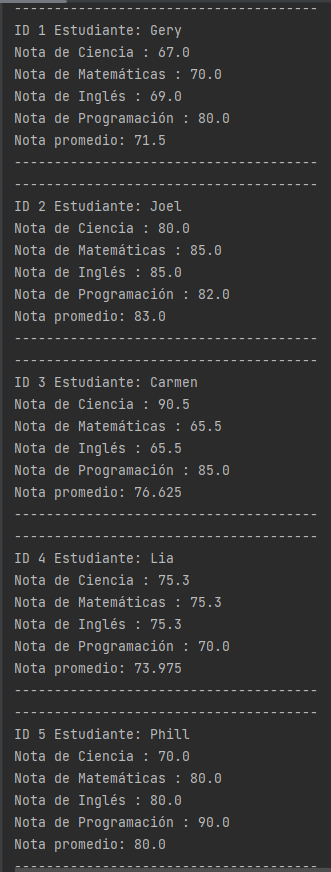 --------------------------------------
ID 1 Estudiante: Gery
Nota de Ciencia : 67.0
Nota de Matemáticas : 70.0
Nota de Inglés : 69.0
Nota de Programación : 80.0
Nota promedio: 71.5
--------------------------------------
--------------------------------------
ID 2 Estudiante: Joel
Nota de Ciencia : 80.0
Nota de Matemáticas : 85.0
Nota de Inglés : 85.0
Nota de Programación : 82.0
Nota promedio: 83.0
--------------------------------------
--------------------------------------
ID 3 Estudiante: Carmen
Nota de Ciencia : 90.5
Nota de Matemáticas : 65.5
Nota de Inglés : 65.5
Nota de Programación : 85.0
Nota promedio: 76.625
--------------------------------------
--------------------------------------
ID 4 Estudiante: Lia
Nota de Ciencia : 75.3
Nota de Matemáticas : 75.3
Nota de Inglés : 75.3
Nota de Programación : 70.0
Nota promedio: 73.975
--------------------------------------
--------------------------------------
ID 5 Estudiante: Phill
Nota de Ciencia : 70.0
Nota de Matemáticas : 80.0
Nota de Inglés : 80.0
Nota de Programación : 90.0
Nota promedio: 80.0
--------------------------------------